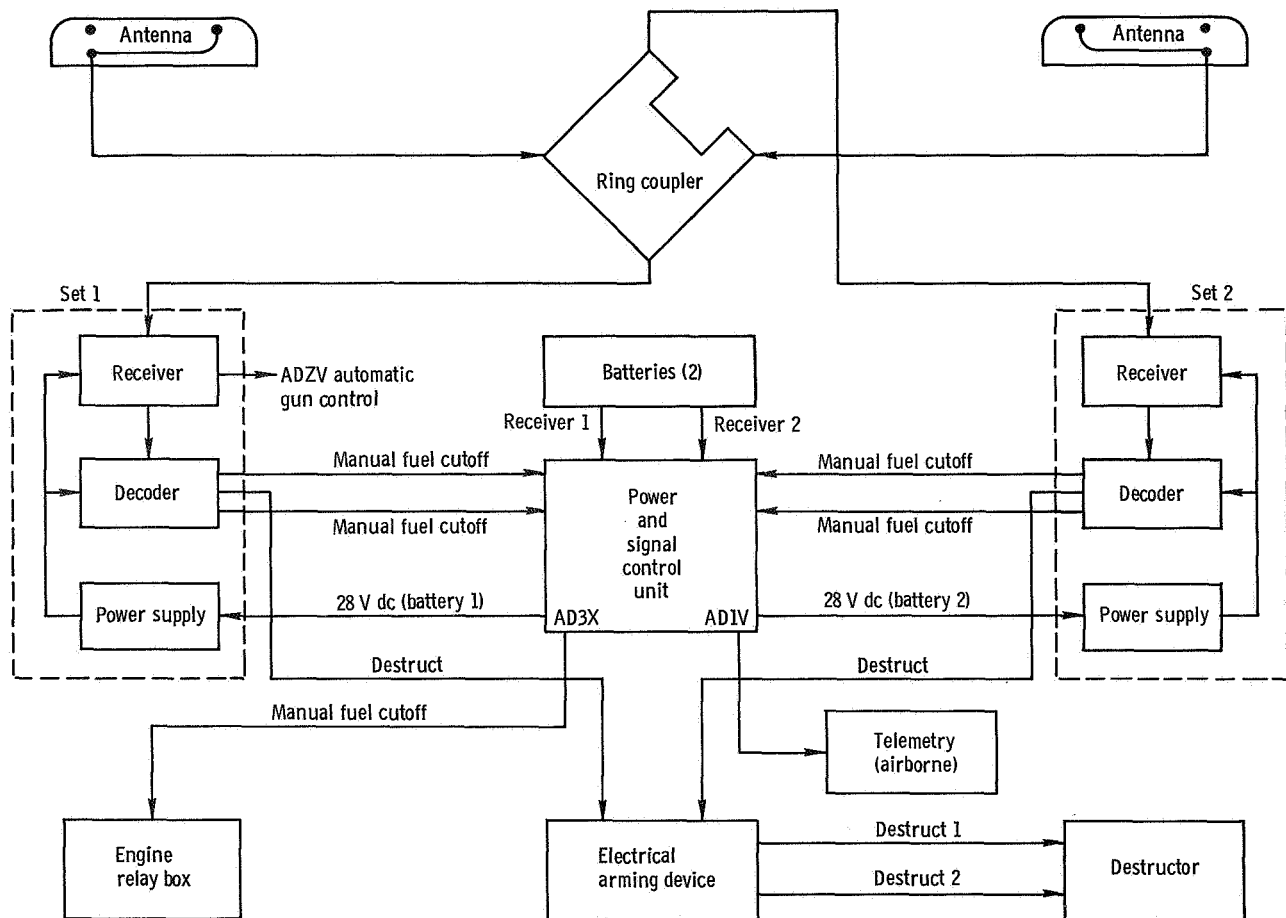 Antenna
Antenna
Ring coupler
Set 1
Set 2
Receiver
ADZV automatic
gun control
Batteries (2)
Receiver
Receiver 1
Receiver 2
Manual fuel cutoff
Manual fuel cutoff
Decoder
Power
and
signal
control
unit
Decoder
Manual fuel cutoff
Manual fuel cutoff
Power supply
28 V dc (battery 1)
AD3X
AD1V
28 V dc (battery 2)
Power supply
Destruct
Destruct
Manual fuel cutoff
Telemetry
(airborne)
Engine
relay box
Electrical
arming device
Destruct 1
Destruct 2
Destructor